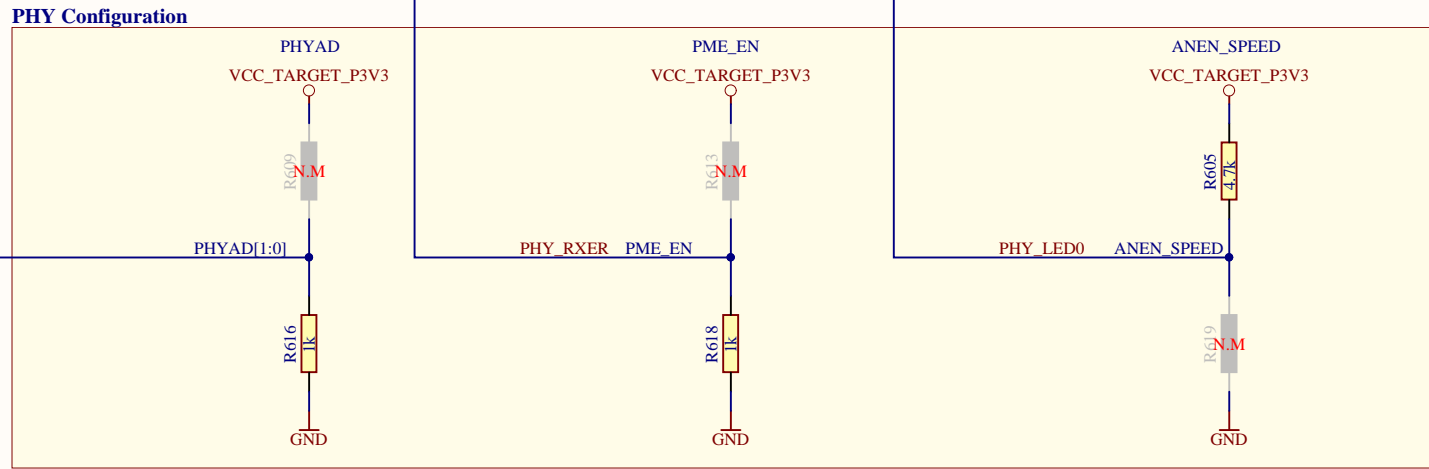 PHY Configuration
PHYAD
PME_EN
ANEN_SPEED
VCC_TARGET_P3V3
VCC_TARGET_P3V3
VCC_TARGET_P3V3
R609
N.M
R613
N.M
R605
4.7k
PHYAD[1:0]
PHY_RXER
PME_EN
PHY_LED0
ANEN_SPEED
R616
1k
R618
1k
R619
N.M
GND
GND
GND